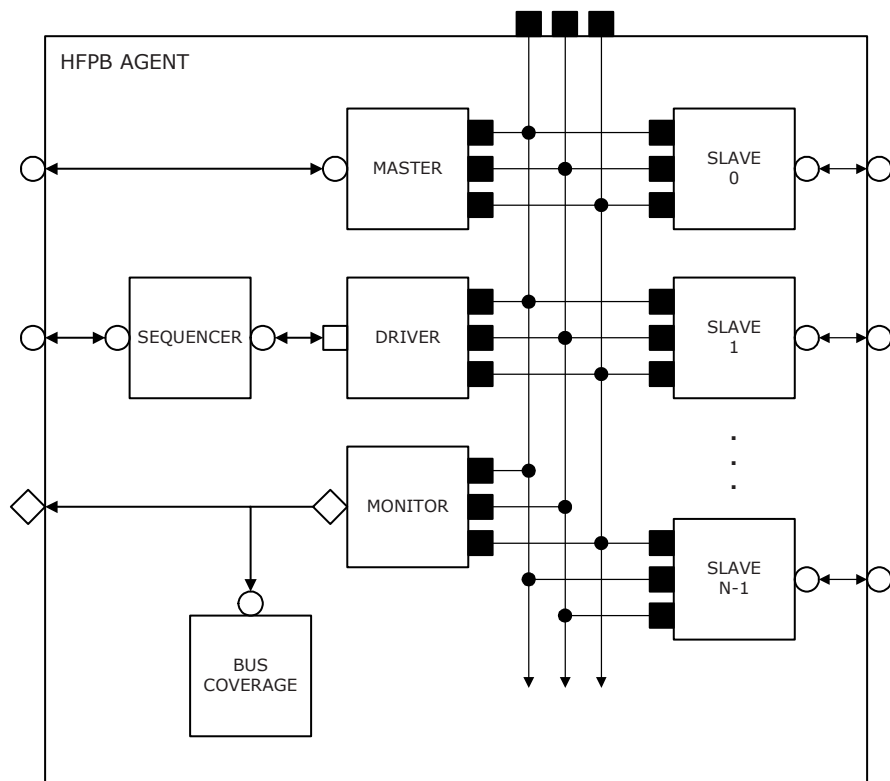 HFPB AGENT
MASTER
SLAVE
0
SEQUENCER
DRIVER
SLAVE
1
MONITOR
SLAVE
N-1
BUS
COVERAGE